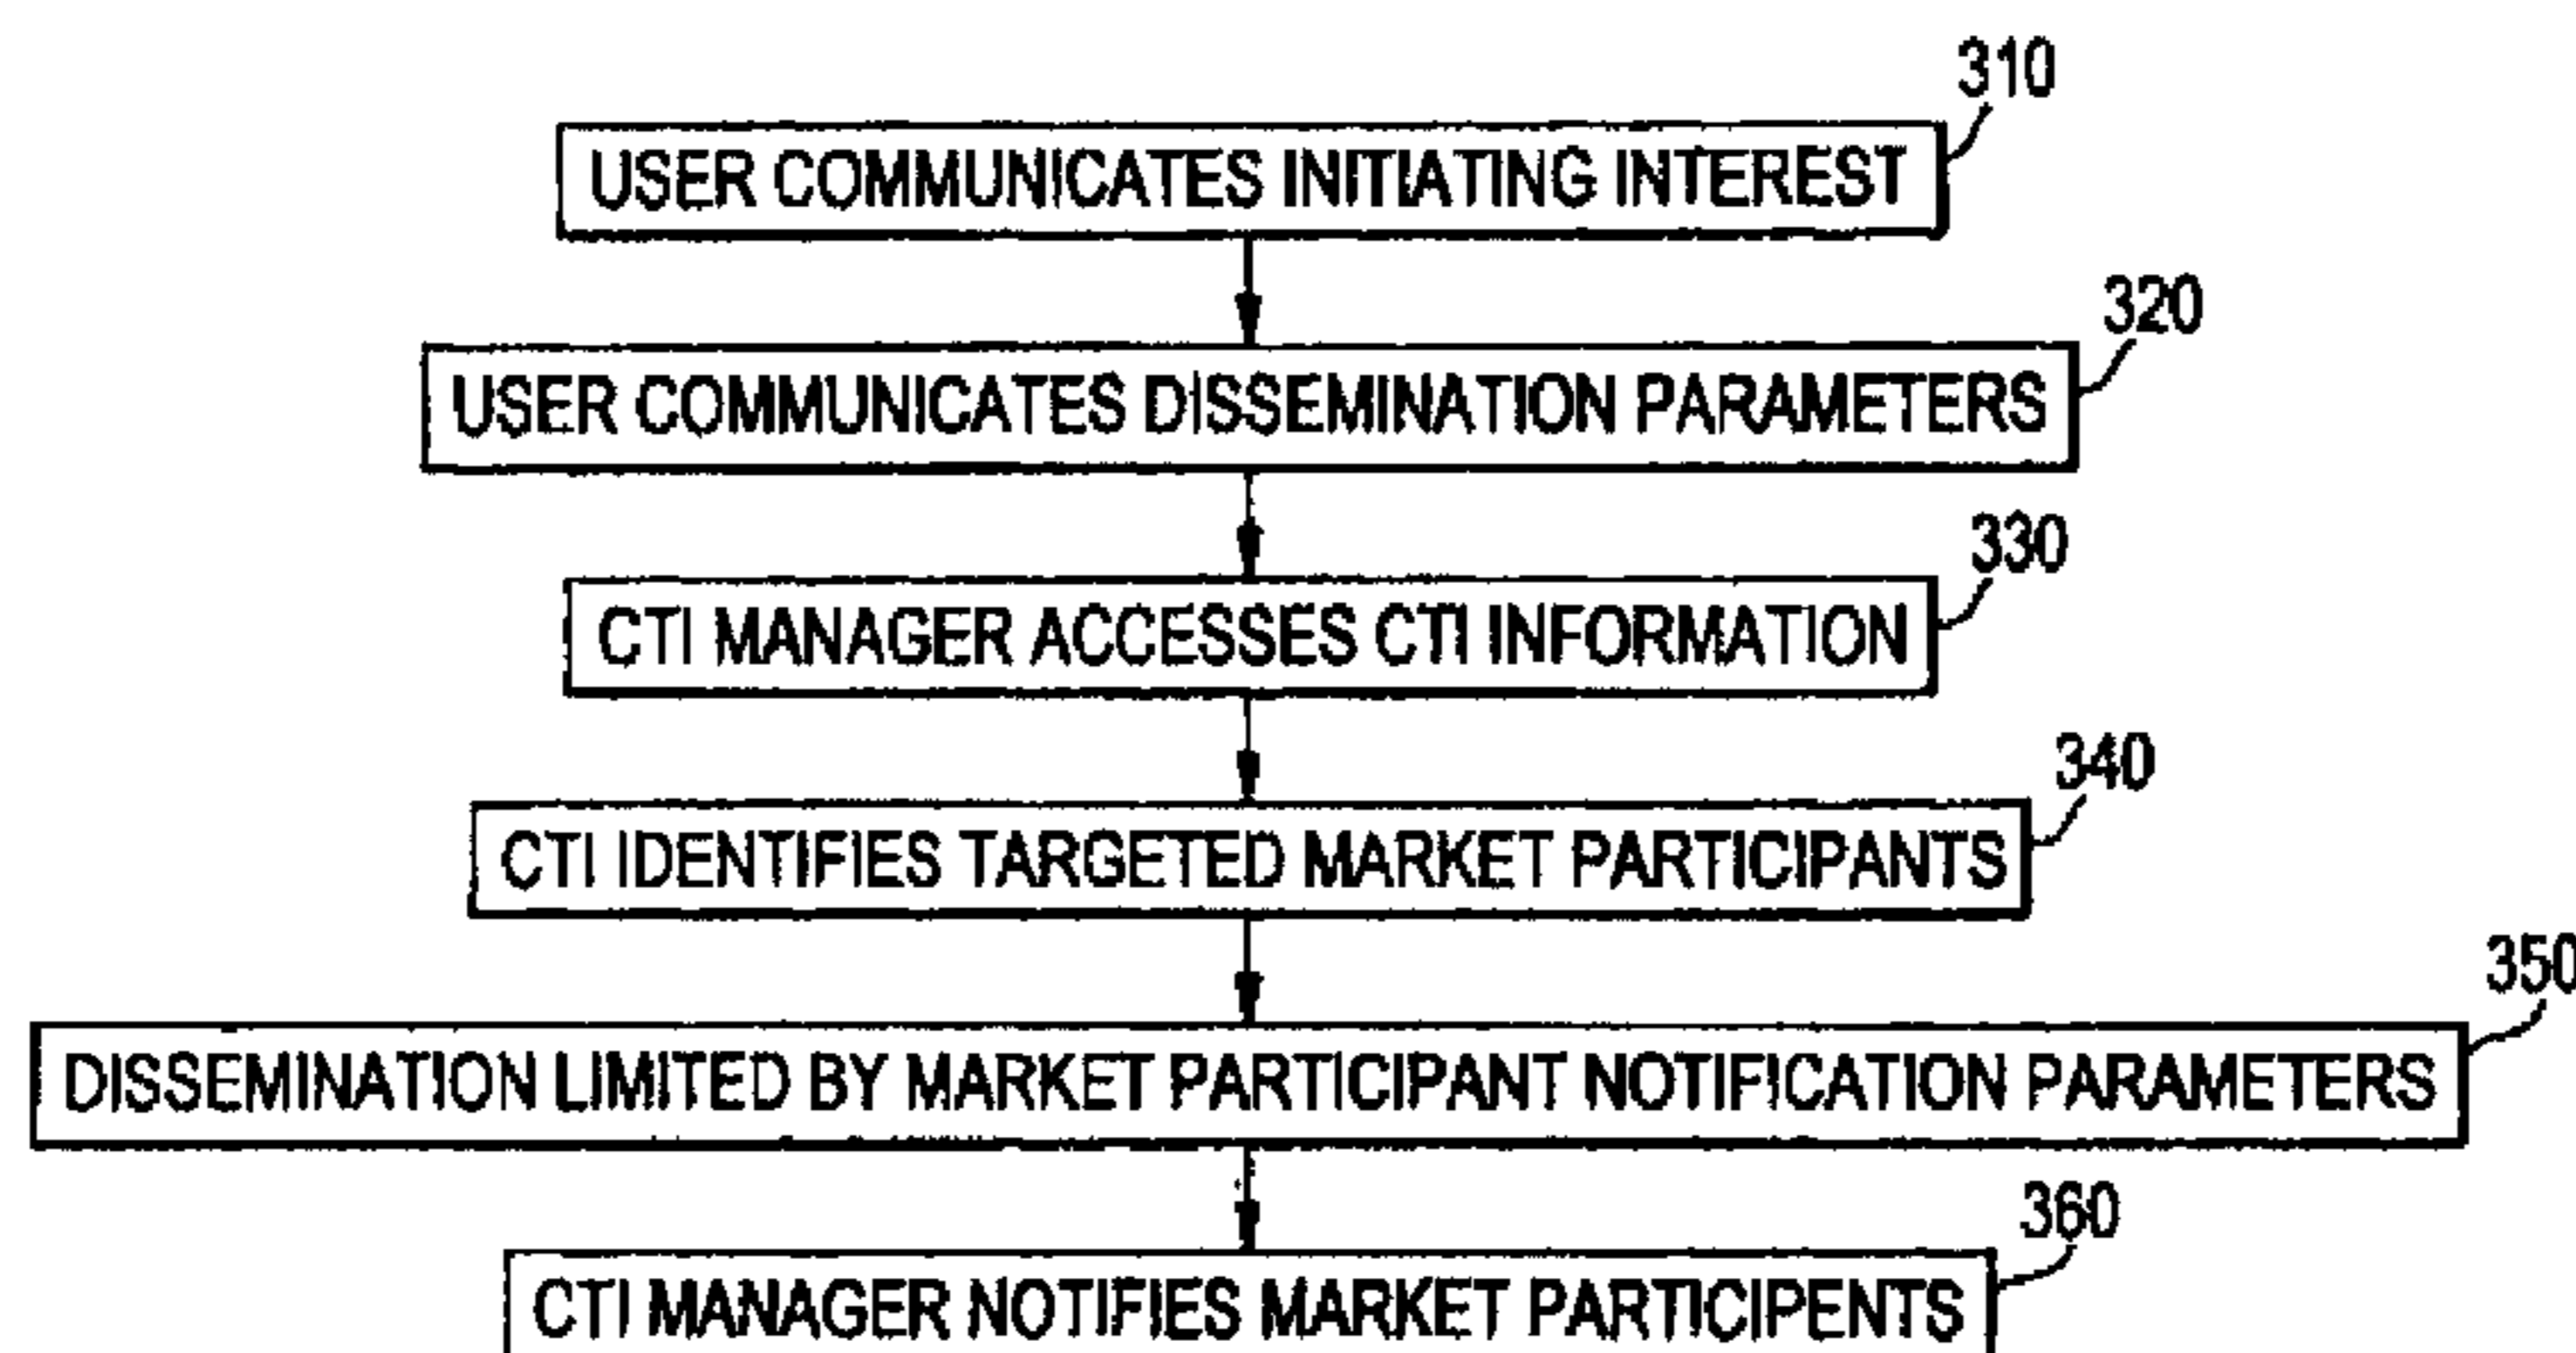 310
USER COMMUNICATES INITIATING INTEREST
320
USER COMMUNICATES DISSEMINATION PARAMETERS
330
CTI MANAGER ACCESSES CTI INFORMATION
340
CTI IDENTIFIES TARGETED MARKET PARTICIPANTS
350
DISSEMINATION LIMITED BY MARKET PARTICIPANT NOTIFICATION PARAMETERS
360
CTI MANAGER NOTIFIES MARKET PARTICIPENTS